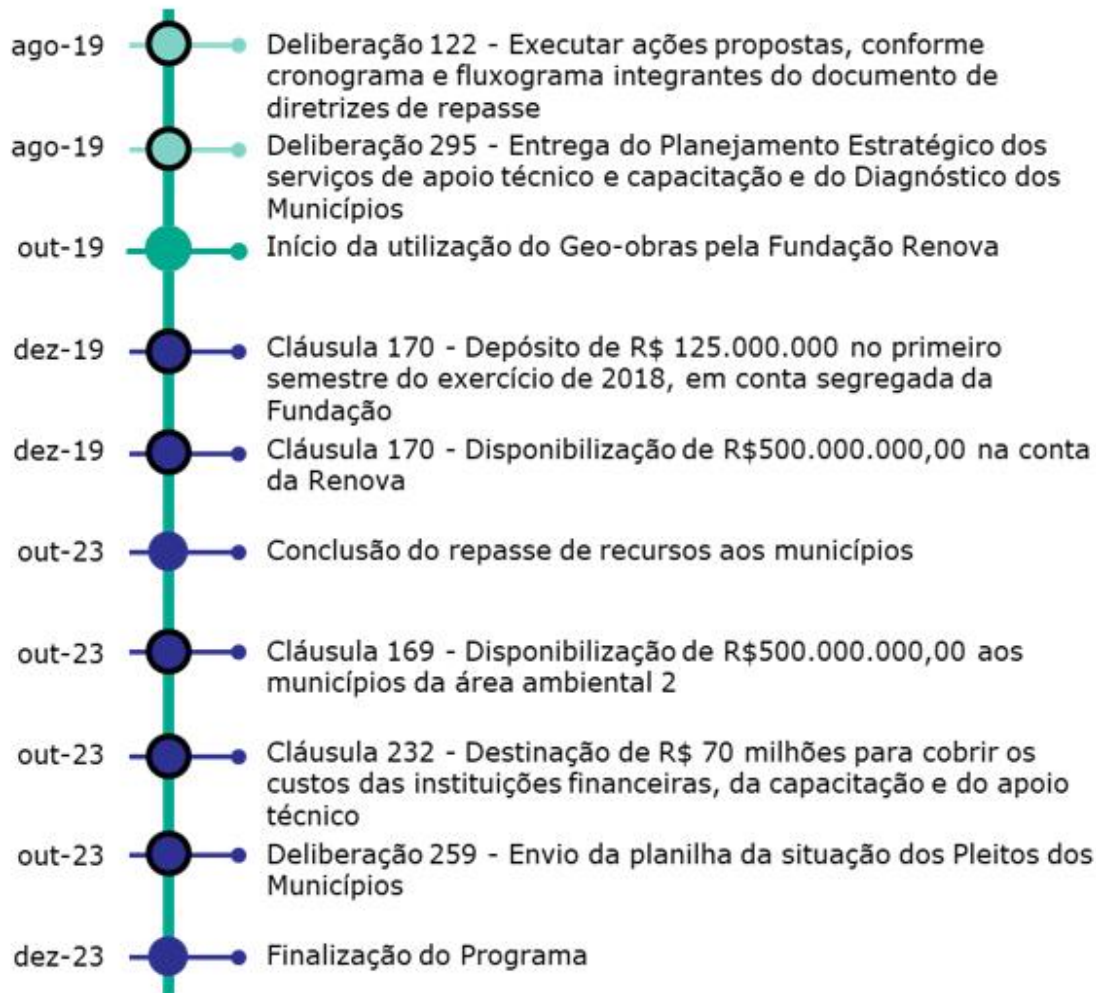 ago-19
Deliberação 122 - Executar ações propostas, conforme
cronograma e fluxograma integrantes do documento de
diretrizes de repasse
ago-19
Deliberação 295 - Entrega do Planejamento Estratégico dos
serviços de apoio técnico e capacitação e do Diagnóstico dos
Municípios
out-19
Início da utilização do Geo-obras pela Fundação Renova
dez-19
Cláusula 170 - Depósito de R$ 125.000.000 no primeiro
semestre do exercício de 2018, em conta segregada da
Fundação
dez-19
Cláusula 170 - Disponibilização de R$500.000.000,00 na conta
da Renova
out-23
Conclusão do repasse de recursos aos municípios
out-23
Cláusula 169 - Disponibilização de R$500.000.000,00 aos
municípios da área ambiental 2
out-23
Cláusula 232 - Destinação de R$ 70 milhões para cobrir os
custos das instituições financeiras, da capacitação e do apoio
técnico
out-23
Deliberação 259 - Envio da planilha da situação dos Pleitos dos
Municípios
dez-23
Finalização do Programa